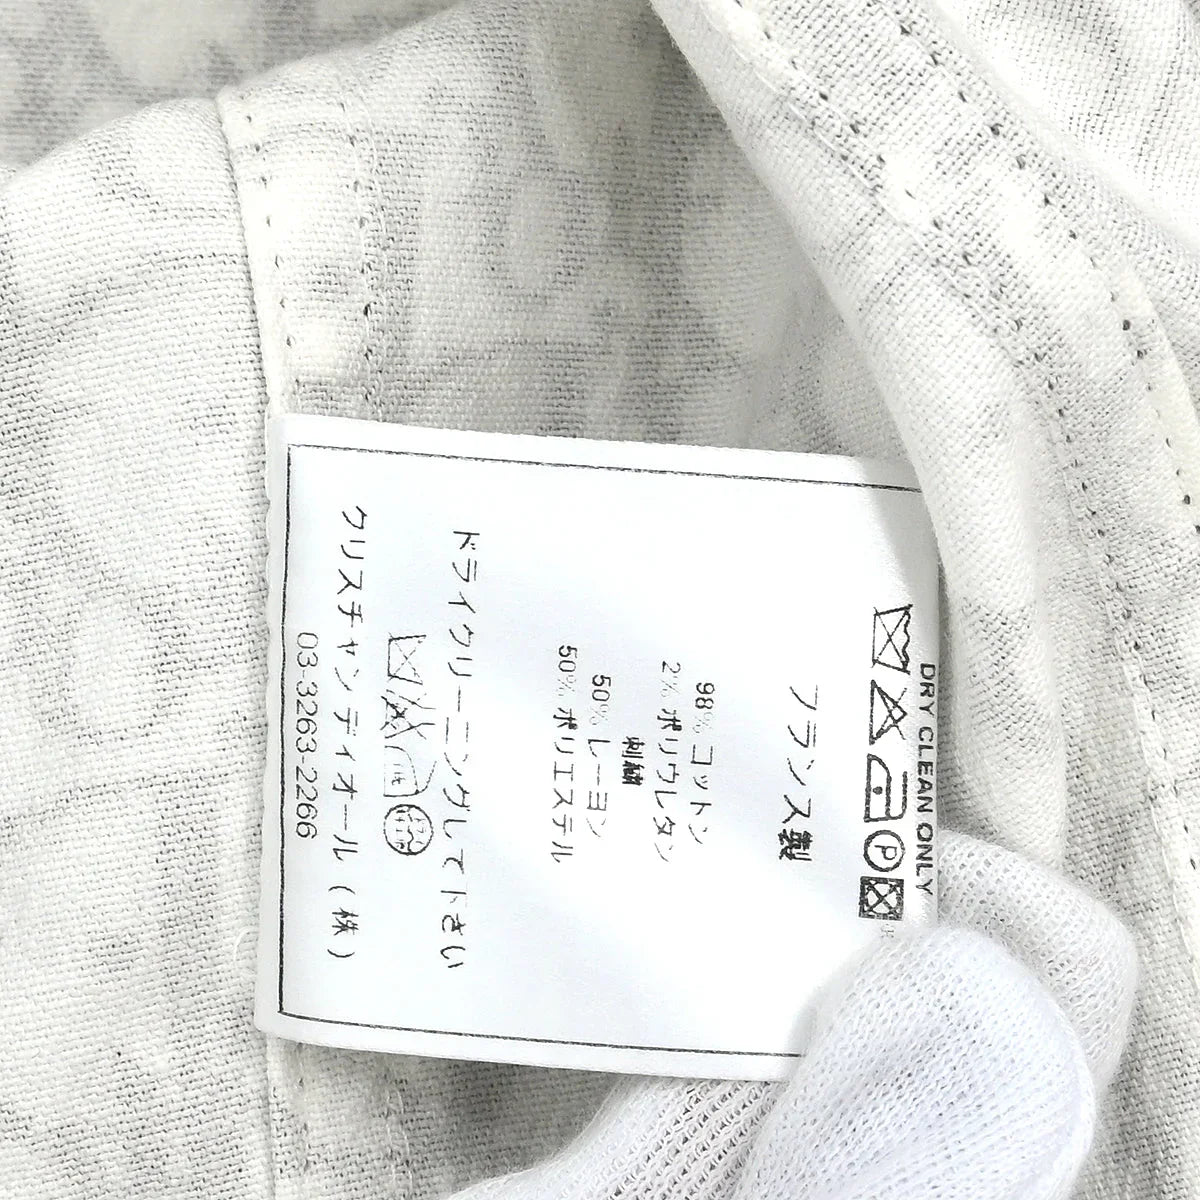 DRY CLEAN ONLY
P
フランス製
98% コットン
2% ポリウレタン
刺繍
50% レーヨン
50% ポリエステル
ドライクリーニングして下さい
クリスチャン ディオール (株)
03-3263-2266